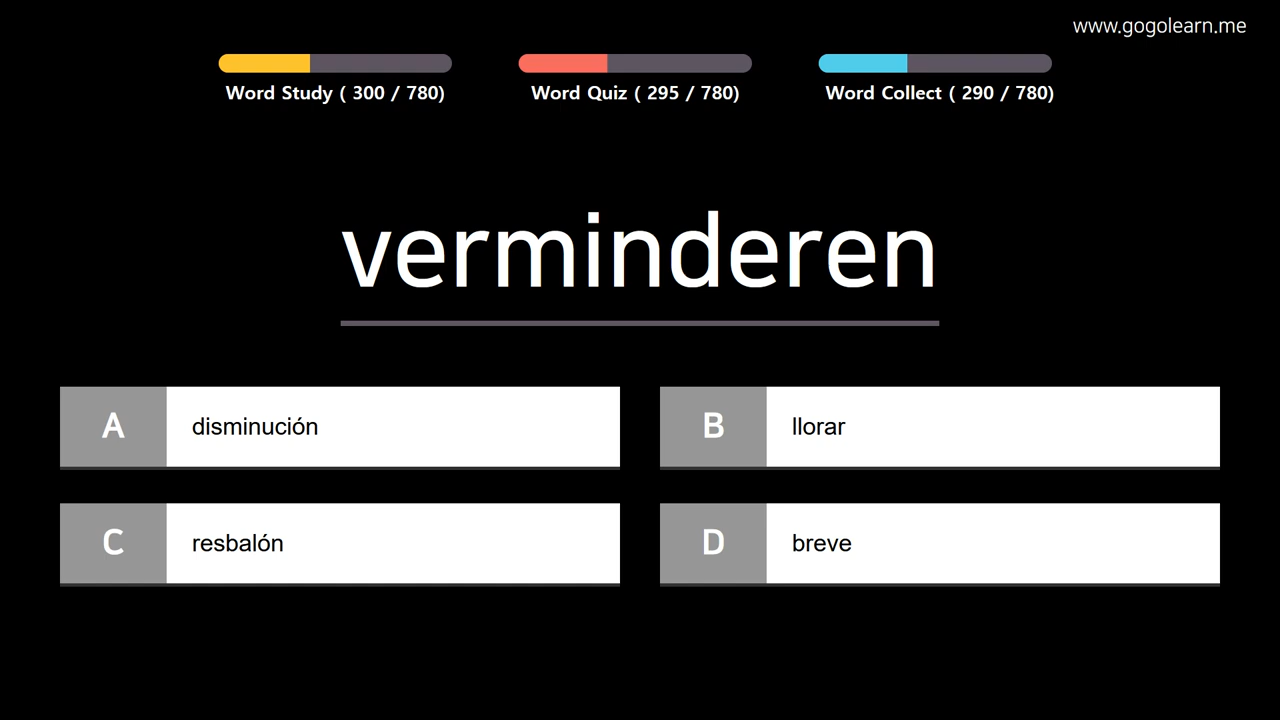 www.gogolearn.me
Word Study ( 300 / 780)
Word Quiz ( 295 / 780)
Word Collect ( 290 / 780)
verminderen
A disminución
B llorar
C resbalón
D breve